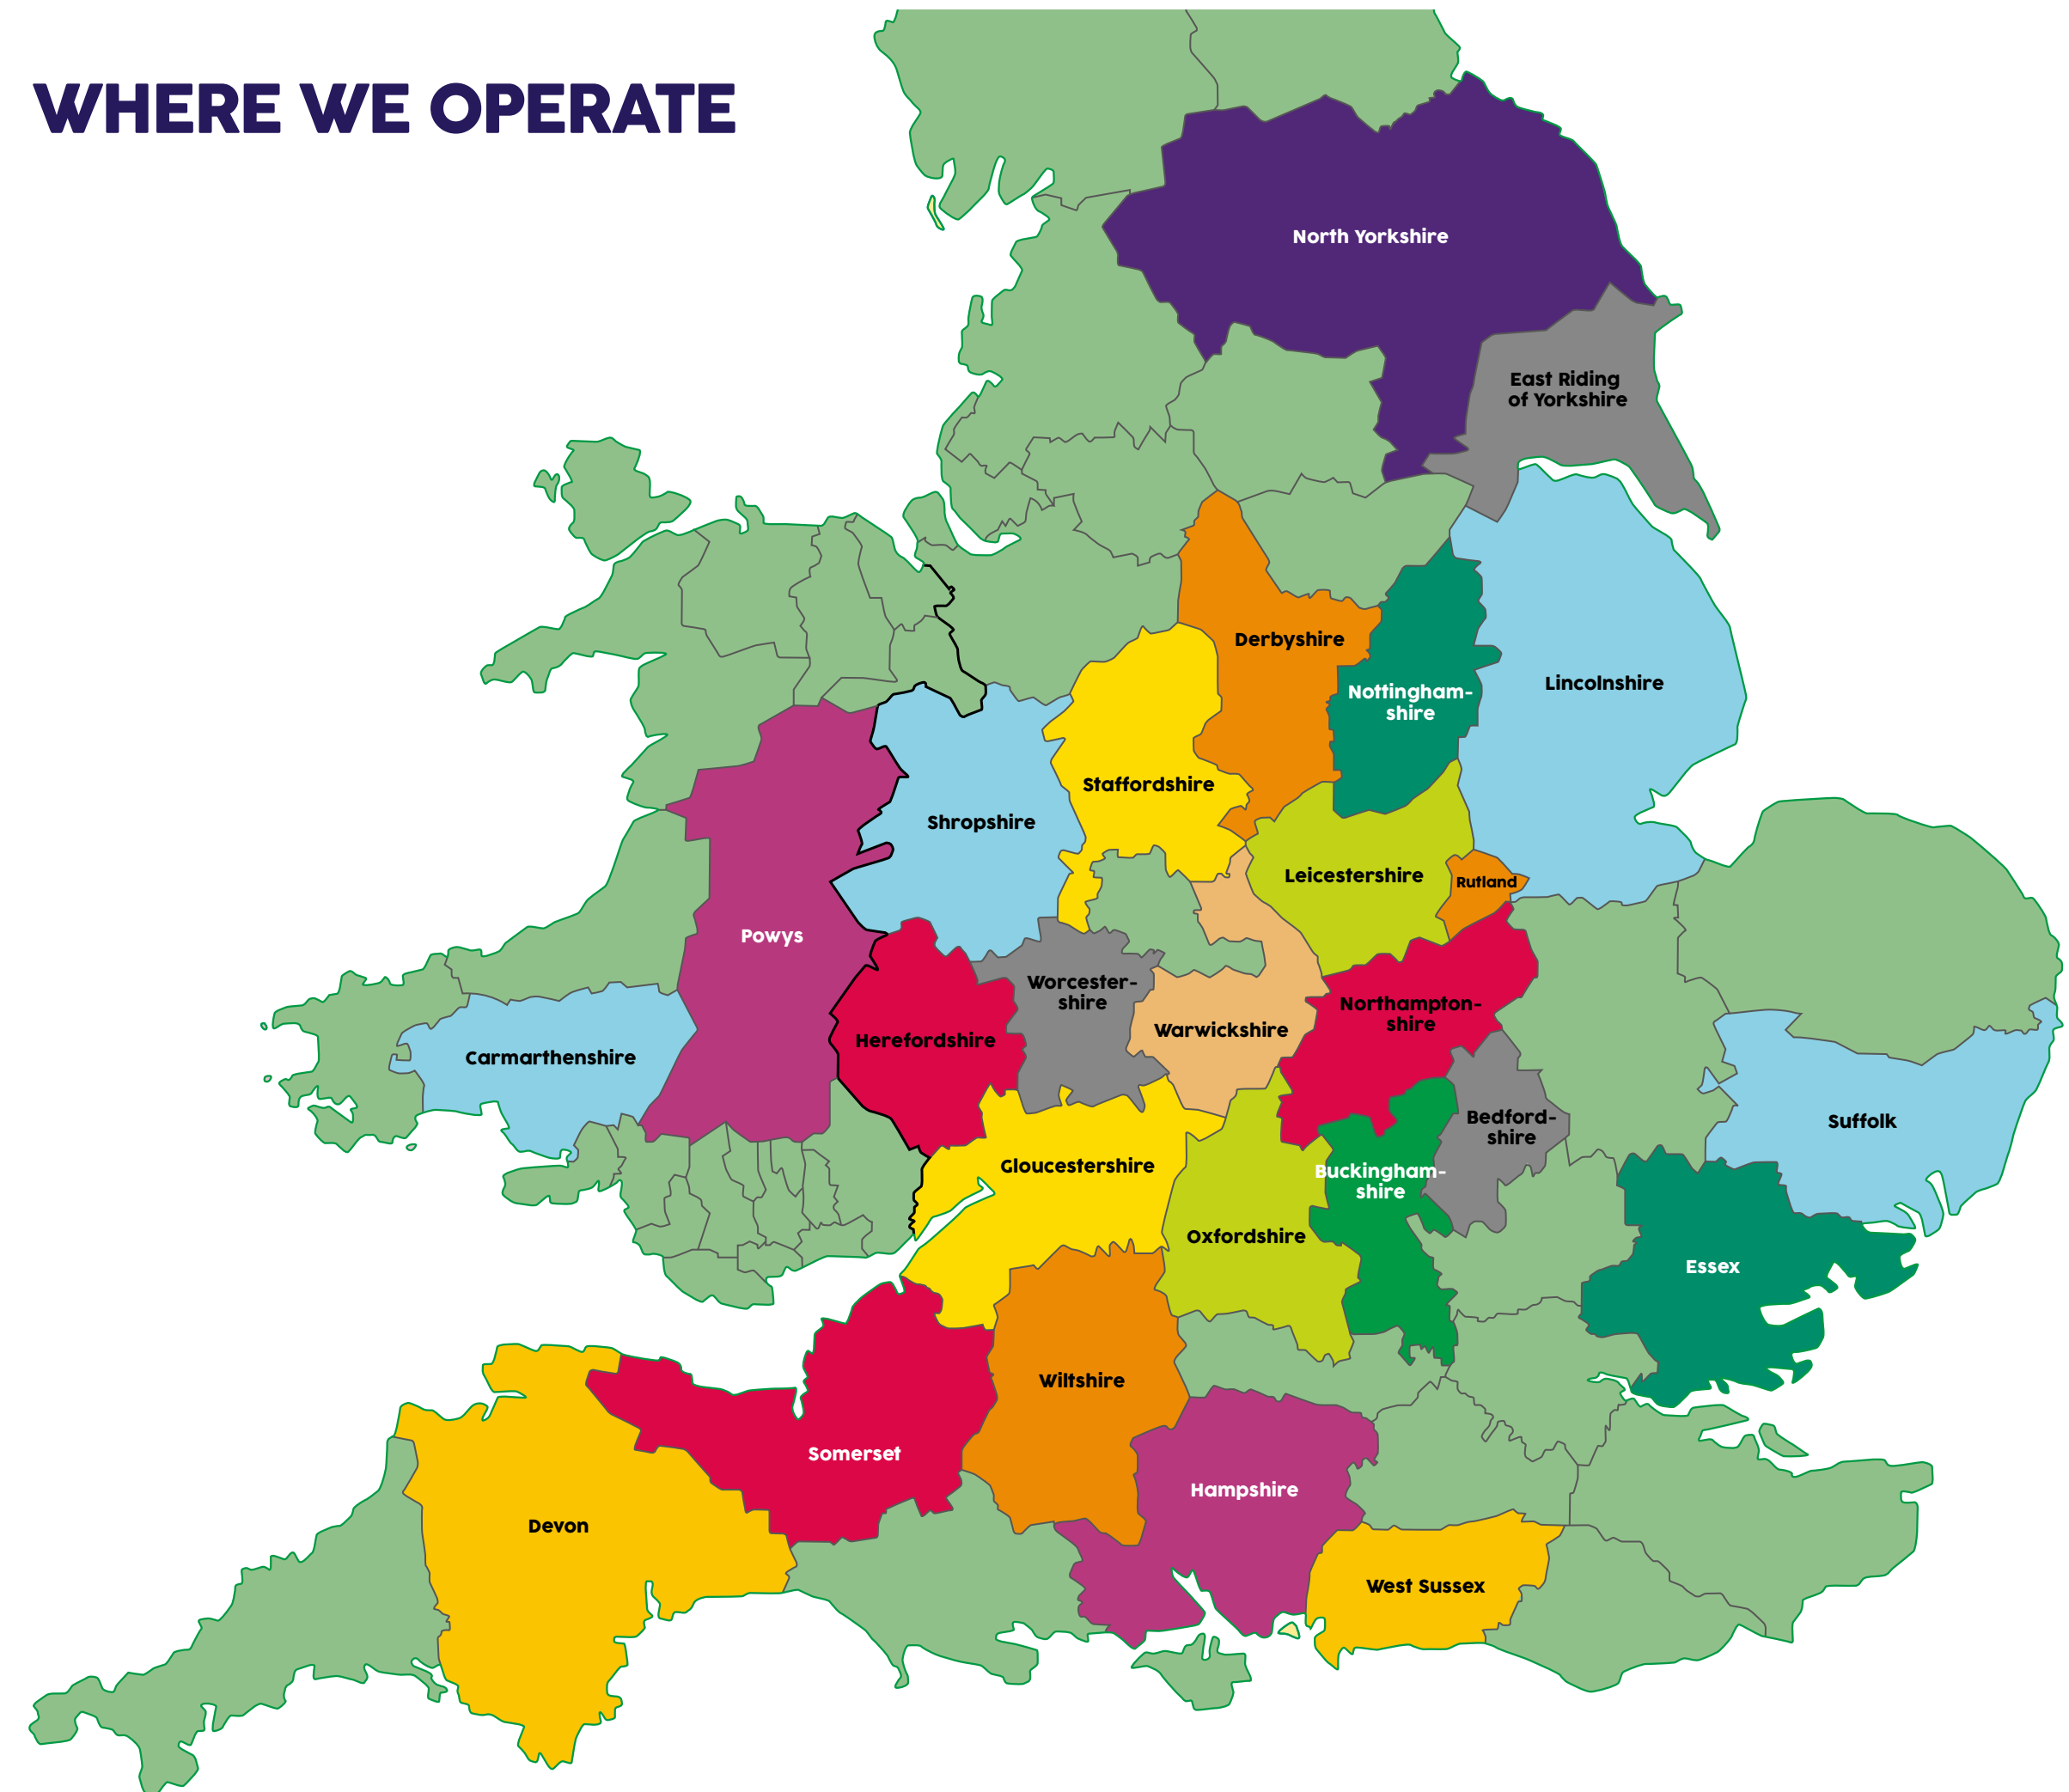 WHERE WE OPERATE
North Yorkshire
East Riding
of Yorkshire
Derbyshire
Nottingham-
shire
Lincolnshire
Staffordshire
Shropshire
Leicestershire
Rutland
Powys
Worcester-
shire
Northampton-
shire
Warwickshire
Herefordshire
Carmarthenshire
Bedford-
shire
Suffolk
Gloucestershire
Buckingham-
shire
Oxfordshire
Essex
Wiltshire
Somerset
Hampshire
Devon
West Sussex